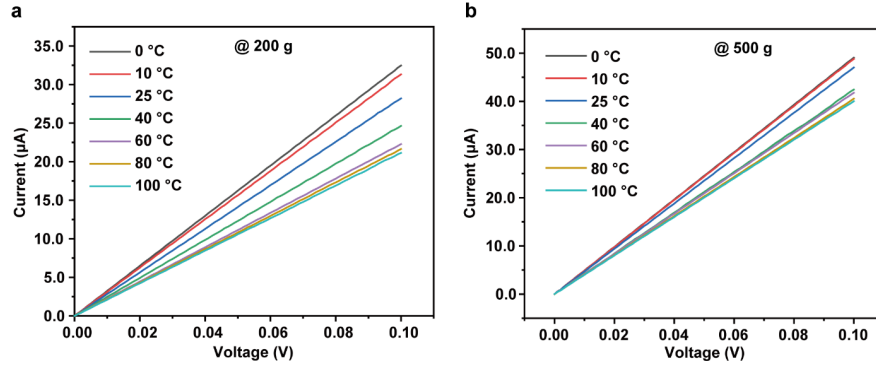 a
@ 200 g
35.0
30.0
25.0
20.0
15.0
10.0
5.0
0.0
Current (µA)
0 °C
10 °C
25 °C
40 °C
60 °C
80 °C
100 °C
0.00 0.02 0.04 0.06 0.08 0.10
Voltage (V)
b
@ 500 g
50.0
40.0
30.0
20.0
10.0
0.0
Current (µA)
0 °C
10 °C
25 °C
40 °C
60 °C
80 °C
100 °C
0.00 0.02 0.04 0.06 0.08 0.10
Voltage (V)